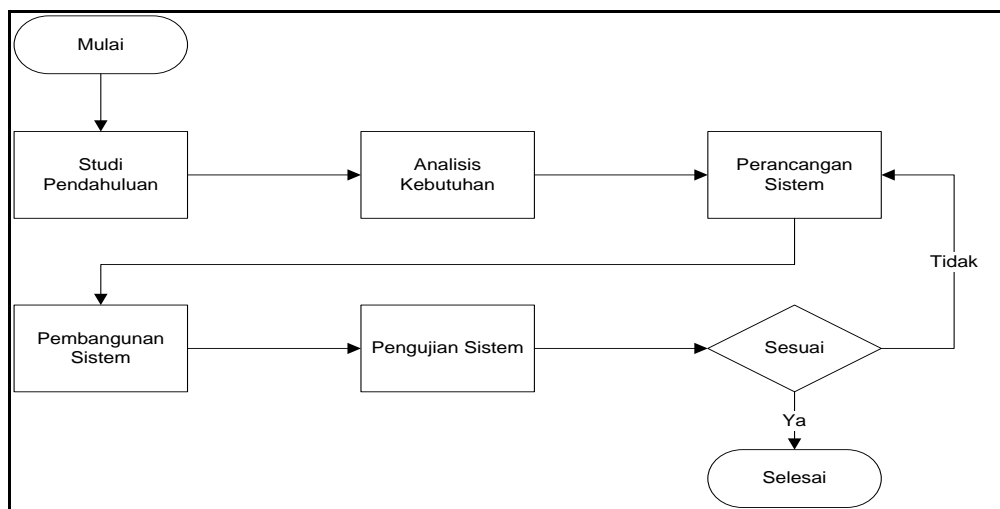 Mulai
Studi
Pendahuluan
Analisis
Kebutuhan
Perancangan
Sistem
Tidak
Pembangunan
Sistem
Pengujian Sistem
Sesuai
Ya
Selesai